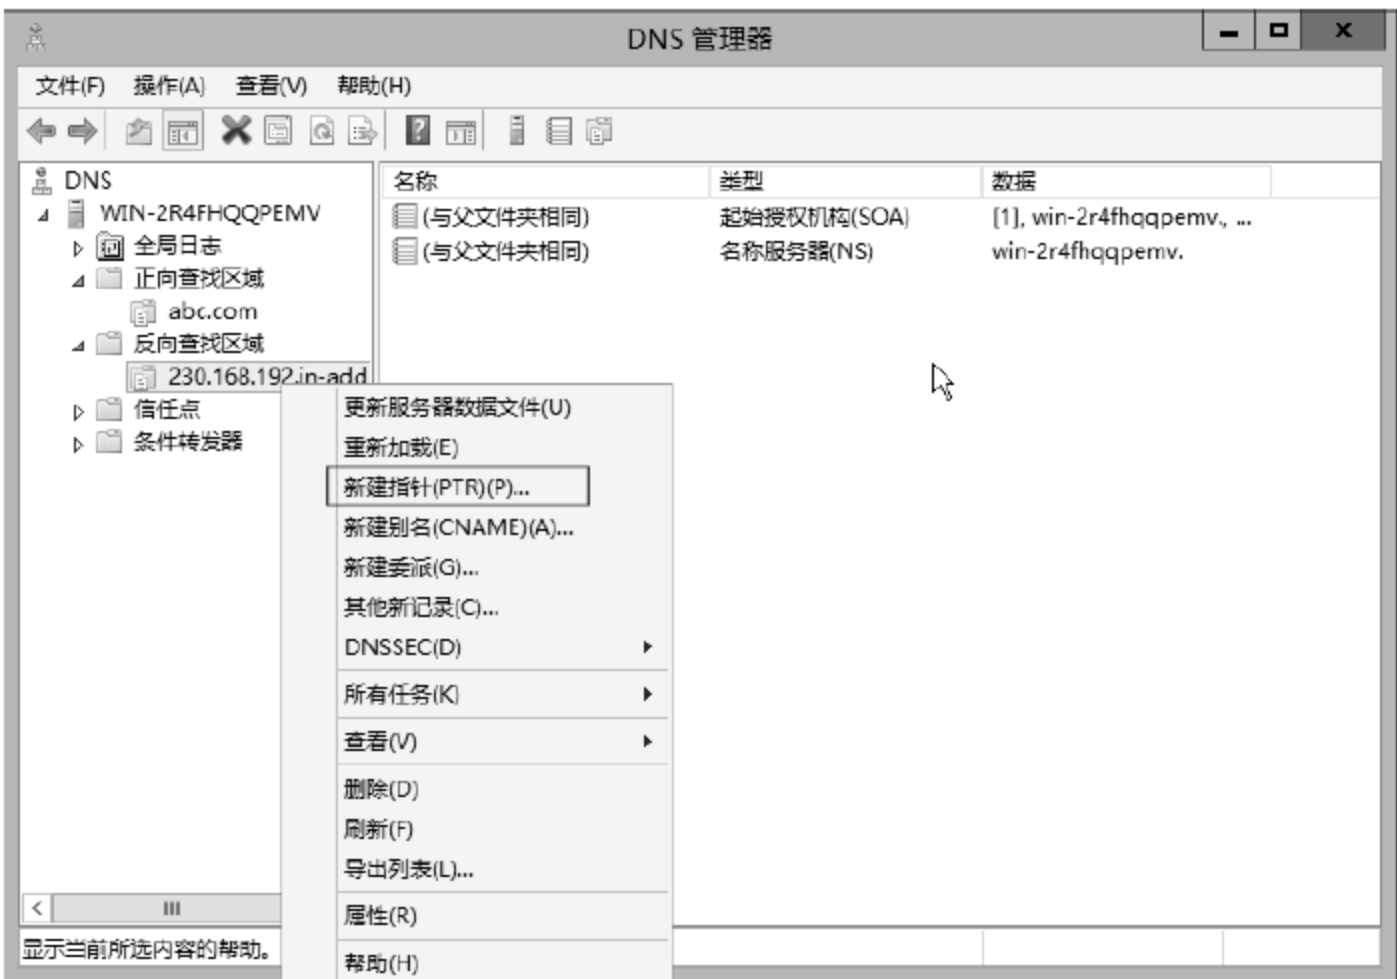 DNS 管理器
文件(F) 操作(A) 查看(V) 帮助(H)
DNS
WIN-2R4FHQQPEMV
全局日志
正向查找区域
abc.com
反向查找区域
230.168.192.in-add
信任点
条件转发器
名称 类型 数据
(与父文件夹相同) 起始授权机构(SOA) [1], win-2r4fhqqpemv., ...
(与父文件夹相同) 名称服务器(NS) win-2r4fhqqpemv.
更新服务器数据文件(U)
重新加载(E)
新建指针(PTR)(P)...
新建别名(CNAME)(A)...
新建委派(G)...
其他新记录(C)...
DNSSEC(D)
所有任务(K)
查看(V)
删除(D)
刷新(F)
导出列表(L)...
属性(R)
帮助(H)
显示当前所选内容的帮助。